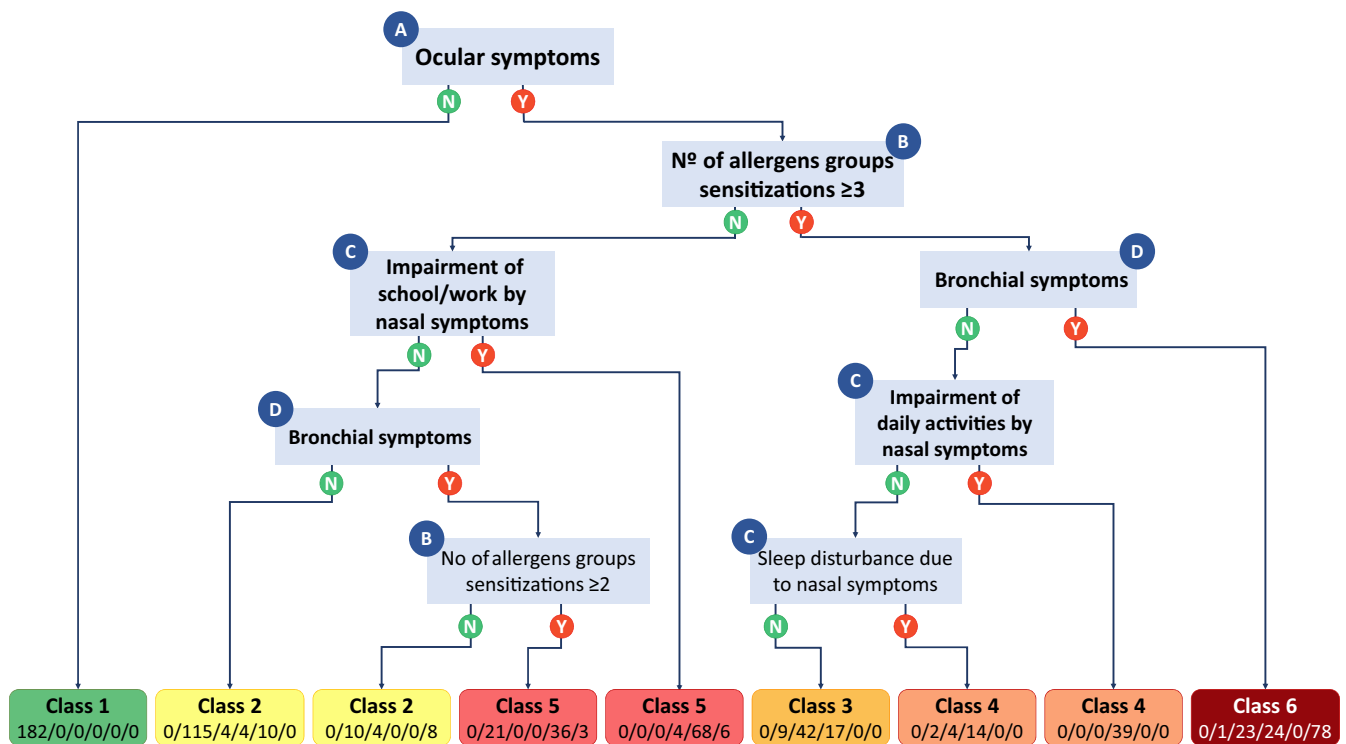 A
Ocular symptoms
N
Y
B
Nº of allergens groups
sensitizations ≥3
N
Y
C
Impairment of
school/work by
nasal symptoms
N
Y
D
Bronchial symptoms
N
Y
D
Bronchial symptoms
N
Y
B
No of allergens groups
sensitizations ≥2
N
Y
C
Impairment of
daily activities by
nasal symptoms
N
Y
C
Sleep disturbance due
to nasal symptoms
N
Y
Class 1
182/0/0/0/0/0
Class 2
0/115/4/4/10/0
Class 2
0/10/4/0/0/8
Class 5
0/21/0/0/36/3
Class 5
0/0/0/4/68/6
Class 3
0/9/42/17/0/0
Class 4
0/2/4/14/0/0
Class 4
0/0/0/39/0/0
Class 6
0/1/23/24/0/78